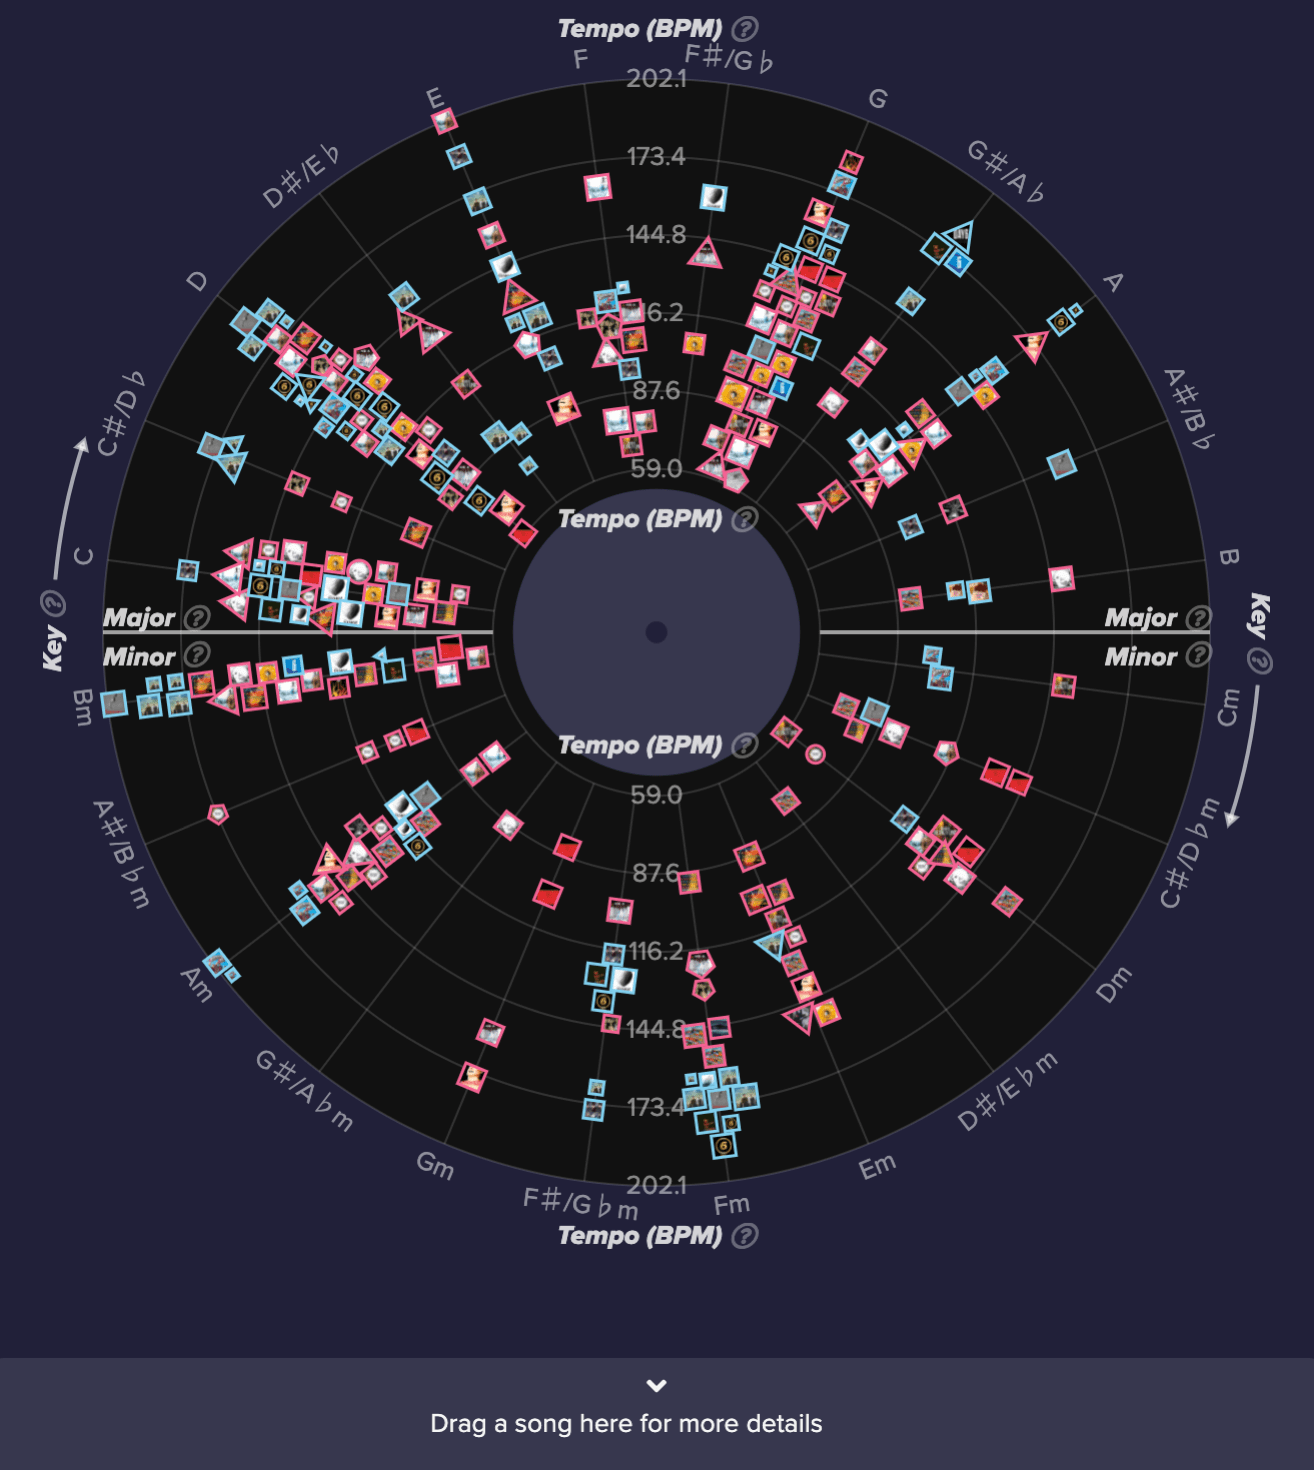 Tempo (BPM) ?
F
F#/G♭
202.1
E
G
D#/E♭
173.4
G#/A♭
144.8
D
A
116.2
C#/D♭
87.6
A#/B♭
59.0
Tempo (BPM) ?
C
B
Key ?
Major ?
Major ?
Key ?
Minor ?
Minor ?
Bm
Cm
Tempo (BPM) ?
59.0
A#/B♭m
C#/D♭m
87.6
116.2
Am
Dm
144.8
G#/A♭m
D#/E♭m
173.4
Gm
Em
202.1
F#/G♭m
Fm
Tempo (BPM) ?
Drag a song here for more details